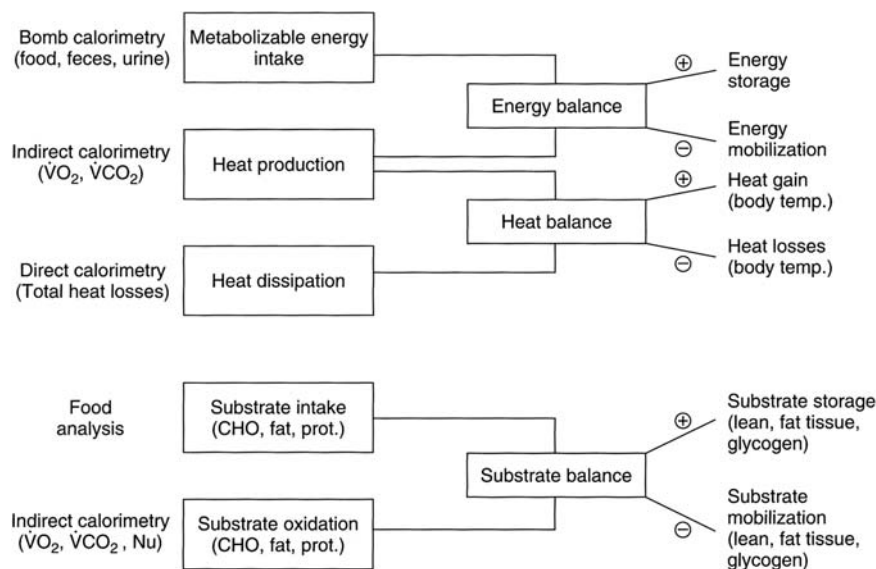 Bomb calorimetry
(food, feces, urine)
Metabolizable energy
intake
Energy balance
⊕
Energy
storage
⊖
Energy
mobilization
Indirect calorimetry
(V̇O₂, V̇CO₂)
Heat production
Heat balance
⊕
Heat gain
(body temp.)
⊖
Heat losses
(body temp.)
Direct calorimetry
(Total heat losses)
Heat dissipation
Food
analysis
Substrate intake
(CHO, fat, prot.)
Substrate balance
⊕
Substrate storage
(lean, fat tissue,
glycogen)
⊖
Substrate
mobilization
(lean, fat tissue,
glycogen)
Indirect calorimetry
(V̇O₂, V̇CO₂ , Nu)
Substrate oxidation
(CHO, fat, prot.)